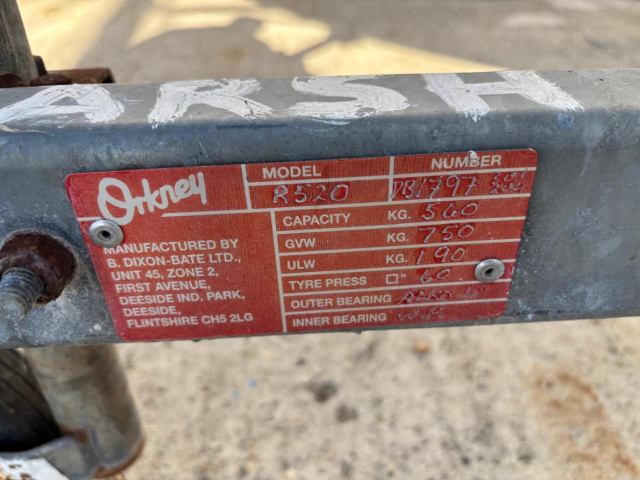 ARSH
Orkney
MODEL R520
NUMBER
MANUFACTURED BY
B. DIXON-BATE LTD.,
UNIT 45, ZONE 2,
FIRST AVENUE,
DEESIDE IND. PARK,
DEESIDE,
FLINTSHIRE CH5 2LG
CAPACITY KG. 560
GVW KG. 750
ULW KG. 190
TYRE PRESS □" 60
OUTER BEARING
INNER BEARING